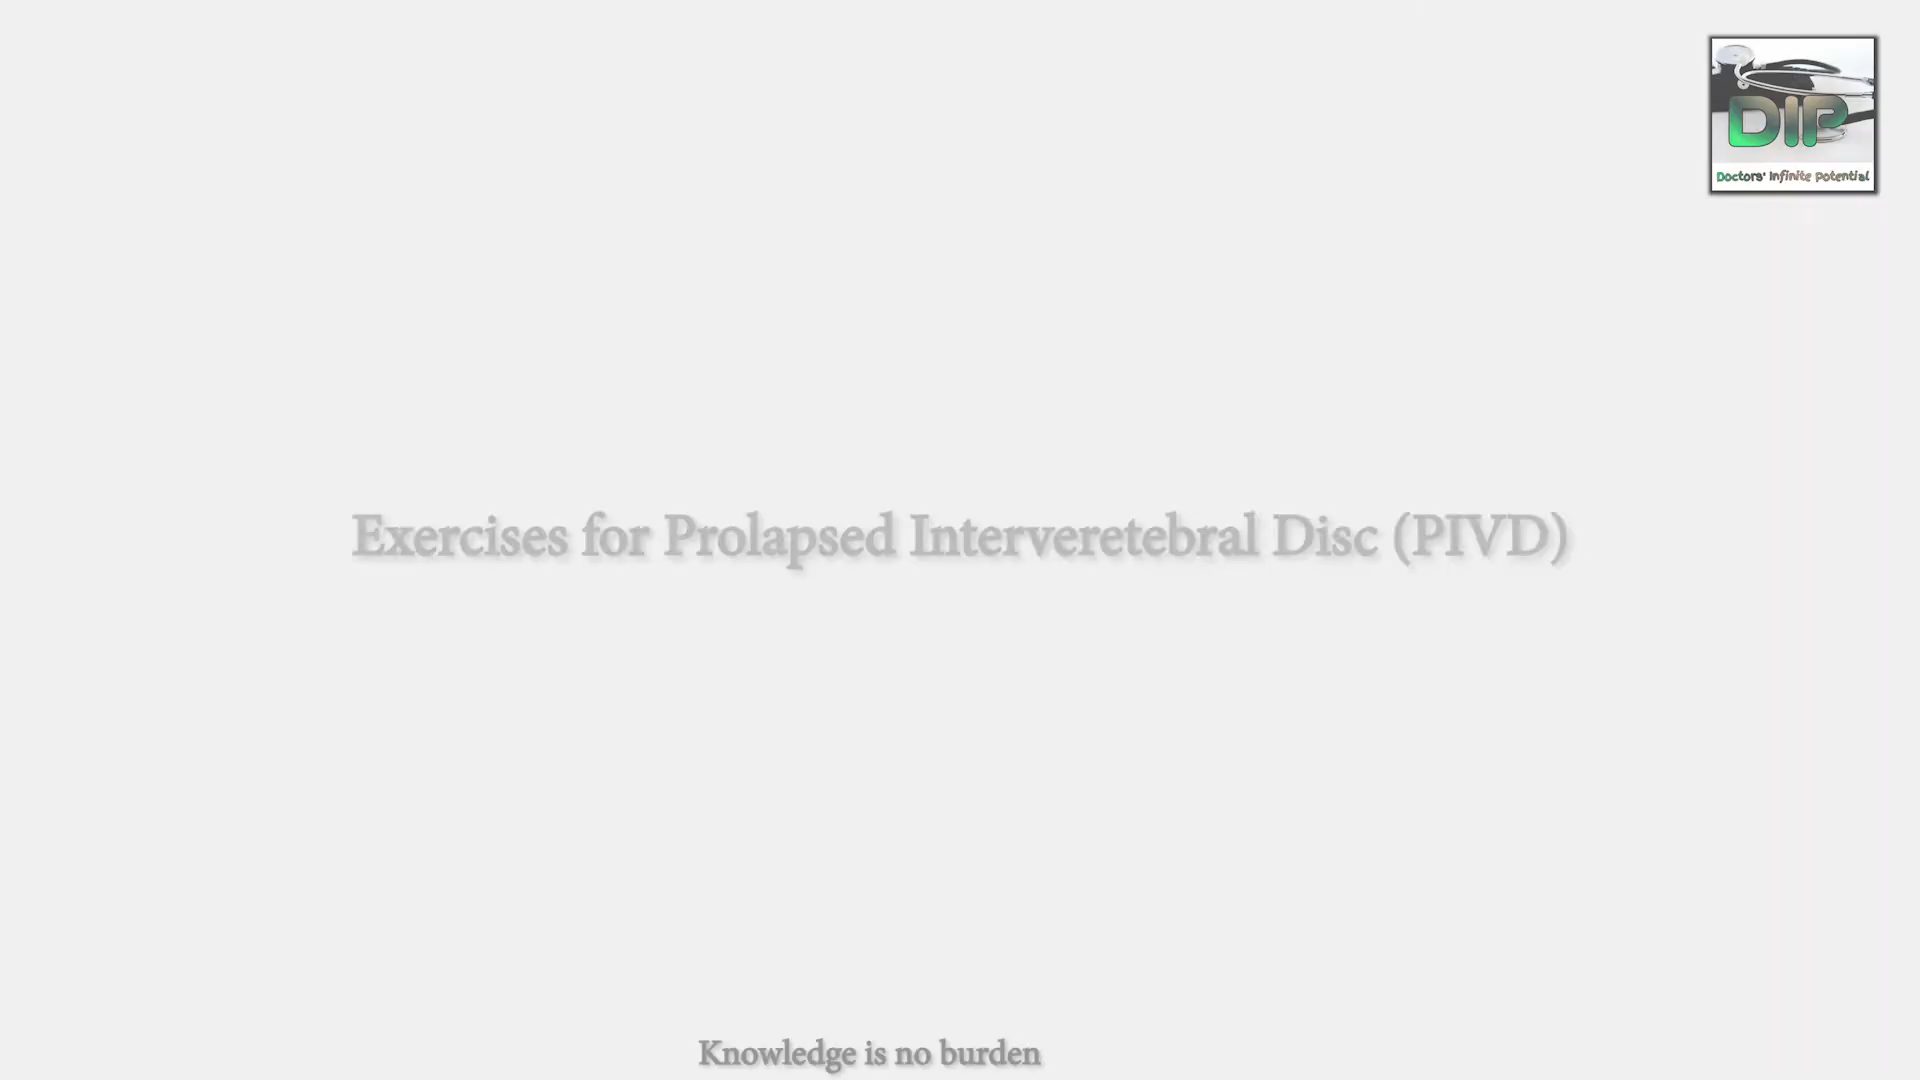 DIP
Doctors' Infinite Potential
Exercises for Prolapsed Interveretebral Disc (PIVD)
Knowledge is no burden